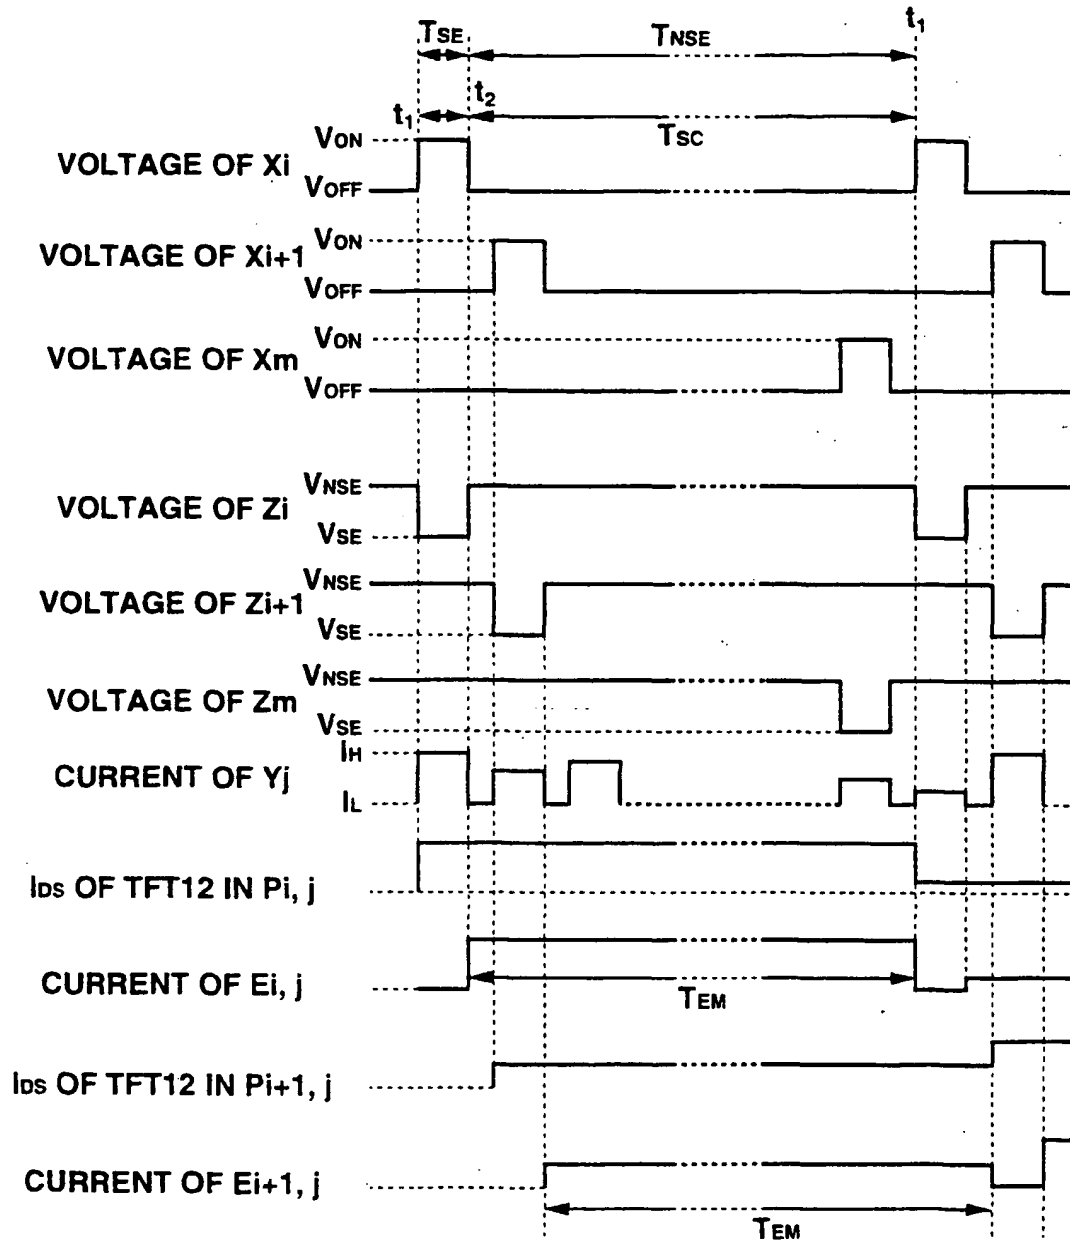 t1
TSE
TNSE
t1
t2
TSC
VOLTAGE OF Xi
VON
VOFF
VOLTAGE OF Xi+1
VON
VOFF
VOLTAGE OF Xm
VON
VOFF
VOLTAGE OF Zi
VNSE
VSE
VOLTAGE OF Zi+1
VNSE
VSE
VOLTAGE OF Zm
VNSE
VSE
CURRENT OF Yj
IH
IL
IDS OF TFT12 IN Pi, j
CURRENT OF Ei, j
TEM
IDS OF TFT12 IN Pi+1, j
CURRENT OF Ei+1, j
TEM